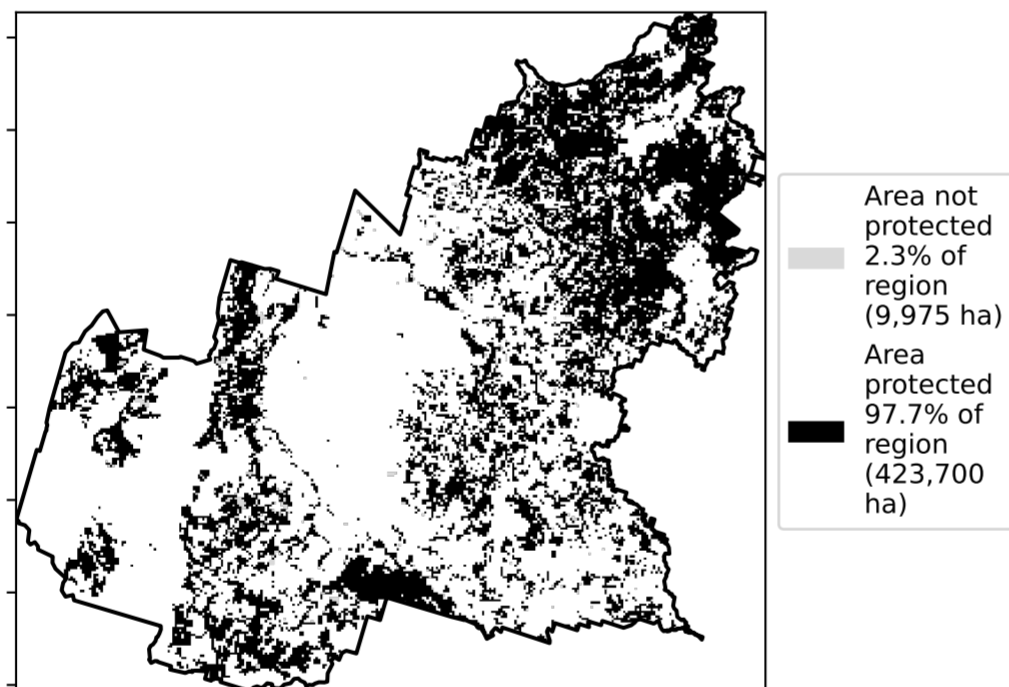 Area not
protected
2.3% of
region
(9,975 ha)
Area
protected
97.7% of
region
(423,700
ha)